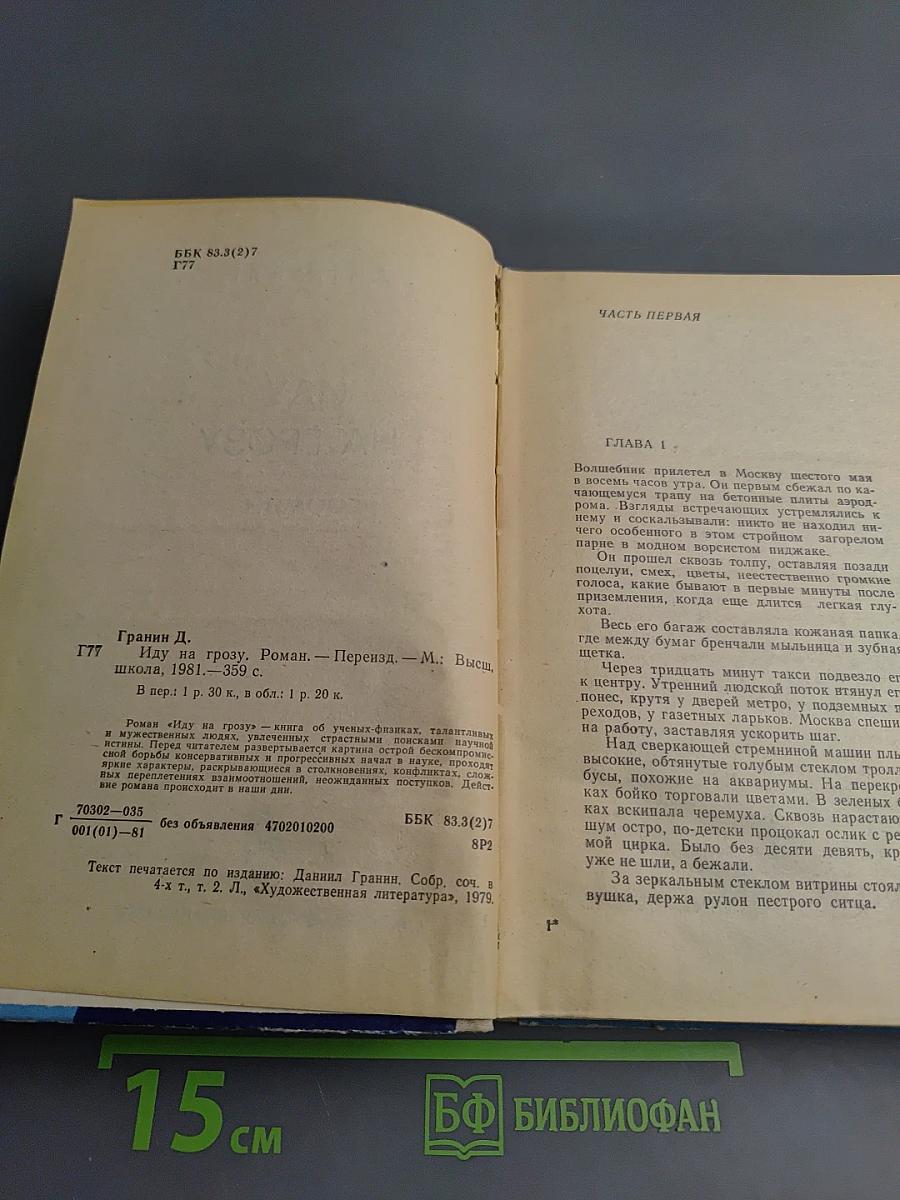 ББК 83.3(2)7
Г77
Гранин Д.
Г77 Иду на грозу. Роман. — Переизд. — М.: Высш.
школа, 1981.—359 с.
В пер.: 1 р. 30 к., в обл.: 1 р. 20 к.
Роман «Иду на грозу» — книга об ученых-физиках, талантливых
и мужественных людях, увлеченных страстными поисками научной
истины. Перед читателем развертывается картина острой бескомпромис-
сной борьбы консервативных и прогрессивных начал в науке, проходят
яркие характеры, раскрывающиеся в столкновениях, конфликтах, слож-
ных переплетениях взаимоотношений, неожиданных поступков. Дейст-
вие романа происходит в наши дни.
Г 70302—035
001(01)—81 без объявления 4702010200
ББК 83.3(2)7
8Р2
Текст печатается по изданию: Даниил Гранин. Собр. соч. в
4-х т., т. 2. Л., «Художественная литература», 1979.
ЧАСТЬ ПЕРВАЯ
ГЛАВА 1
Волшебник прилетел в Москву шестого мая
в восемь часов утра. Он первым сбежал по ка-
чающемуся трапу на бетонные плиты аэрод-
рома. Взгляды встречающих устремлялись к
нему и соскальзывали: никто не находил ни-
чего особенного в этом стройном загорелом
парне в модном ворсистом пиджаке.
Он прошел сквозь толпу, оставляя позади
поцелуи, смех, цветы, неестественно громкие
голоса, какие бывают в первые минуты после
приземления, когда еще длится легкая глу-
хота.
Весь его багаж составляла кожаная папка,
где между бумаг бренчали мыльница и зубная
щетка.
Через тридцать минут такси подвезло ег
к центру. Утренний людской поток втянул ег
понес, крутя у дверей метро, у подземных п
реходов, у газетных ларьков. Москва спеши
на работу, заставляя ускорить шаг.
Над сверкающей стремниной машин плы
высокие, обтянутые голубым стеклом тролл
бусы, похожие на аквариумы. На перекре
ках бойко торговали цветами. В зеленых б
ках вскипала черемуха. Сквозь нарастаю
шум остро, по-детски процокал ослик с ре
мой цирка. Было без десяти девять, кр
уже не шли, а бежали.
За зеркальным стеклом витрины стоял
вушка, держа рулон пестрого ситца.
1*
15 см
БФ БИБЛИОФАН